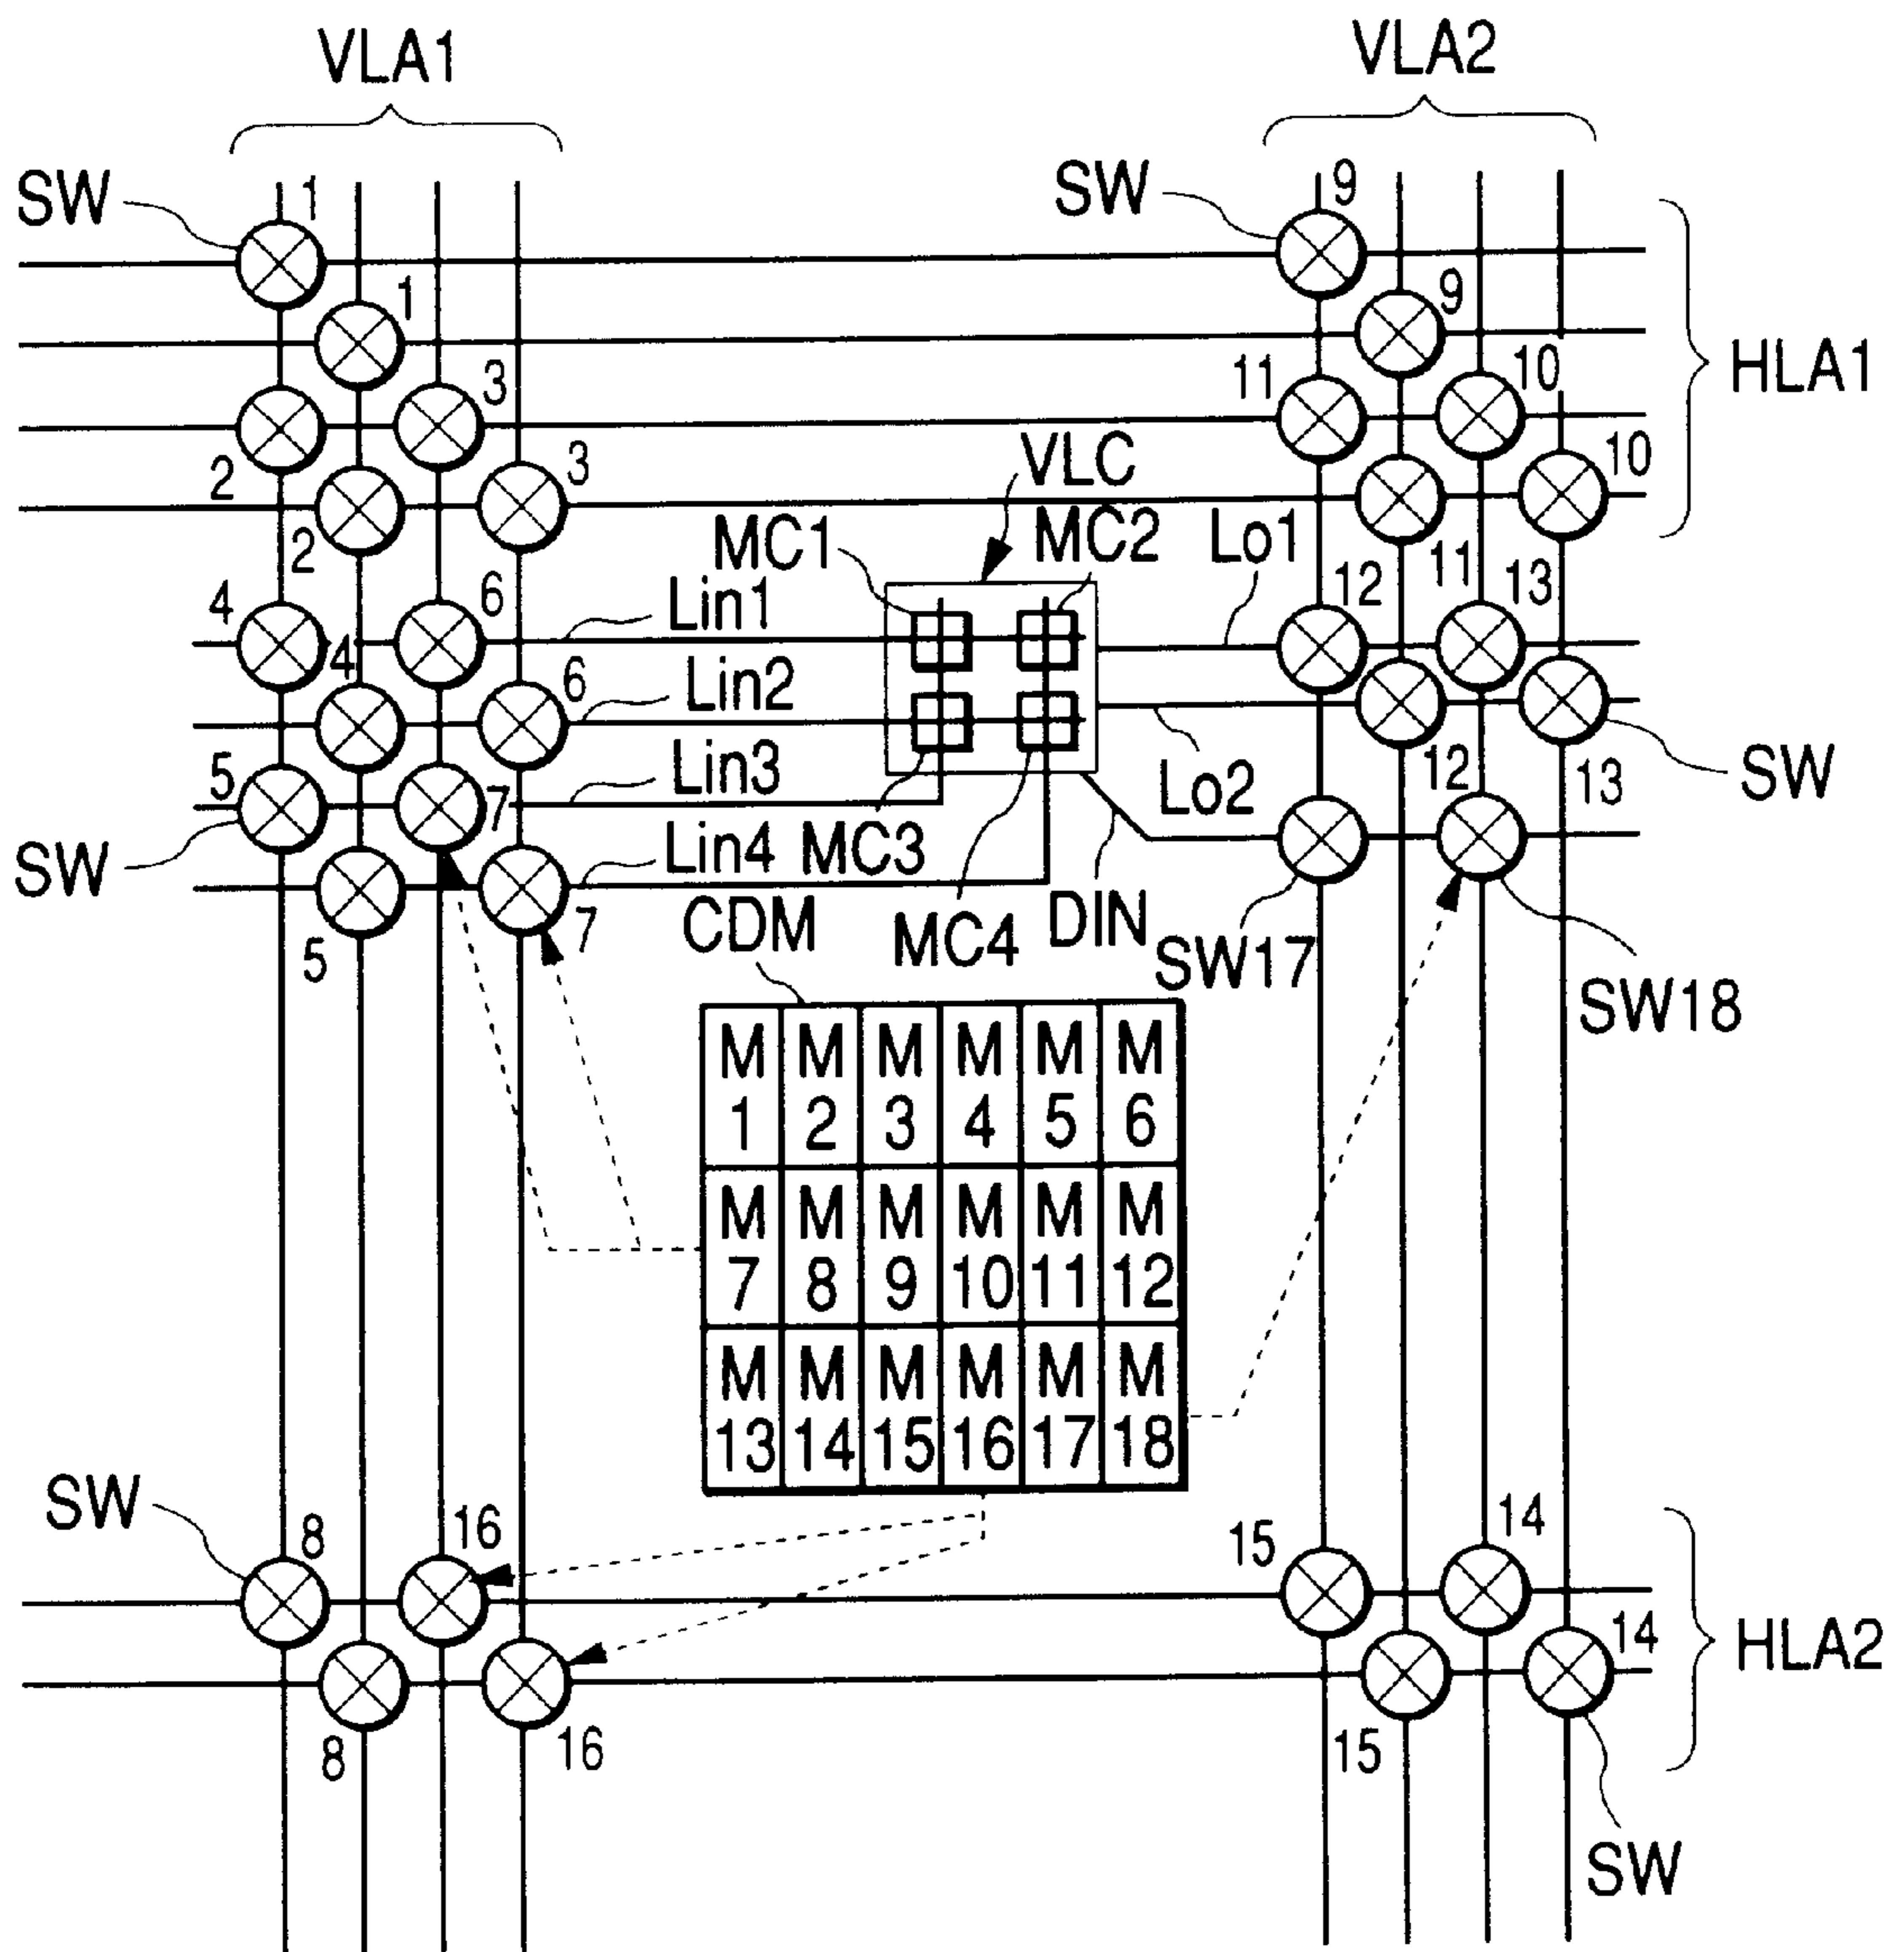 VLA1
VLA2
SW
1
SW
9
1
9
3
11
10
HLA1
2
3
VLC
10
2
MC1
MC2
Lo1
4
6
Lin1
12
11
13
4
Lin2
6
5
Lin3
Lo2
12
13
SW
7
SW
Lin4
MC3
5
7
CDM
MC4
DIN
SW17
SW18
M M M M M M
1 2 3 4 5 6
M M M M M M
7 8 9 10 11 12
M M M M M M
13 14 15 16 17 18
SW
8
16
15
14
14
HLA2
8
16
15
SW